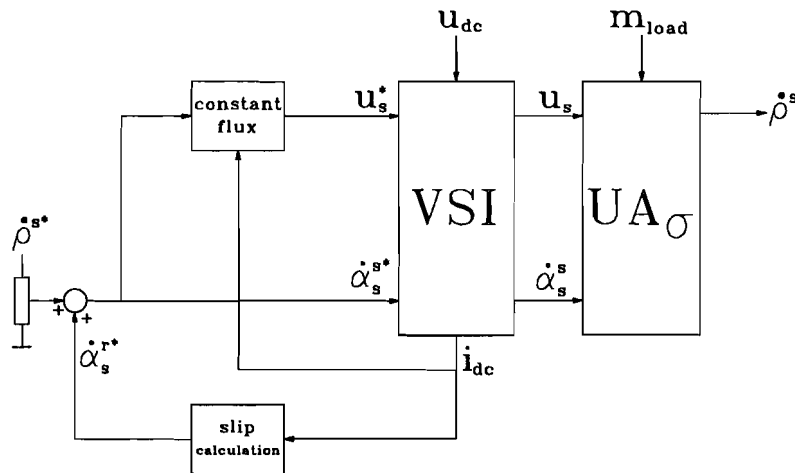 u_dc
m_load
constant
flux
u_s^*
u_s
ρ̇^s
VSI
UA_σ
ρ̇^s*
α̇_s^s*
α̇_s^s
+
+
α̇_s^r*
i_dc
slip
calculation